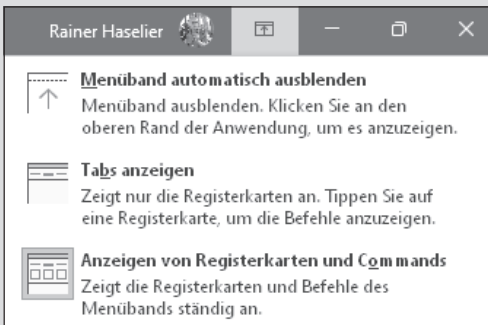 Rainer Haselier
Menüband automatisch ausblenden
Menüband ausblenden. Klicken Sie an den
oberen Rand der Anwendung, um es anzuzeigen.
Tabs anzeigen
Zeigt nur die Registerkarten an. Tippen Sie auf
eine Registerkarte, um die Befehle anzuzeigen.
Anzeigen von Registerkarten und Commands
Zeigt die Registerkarten und Befehle des
Menübands ständig an.